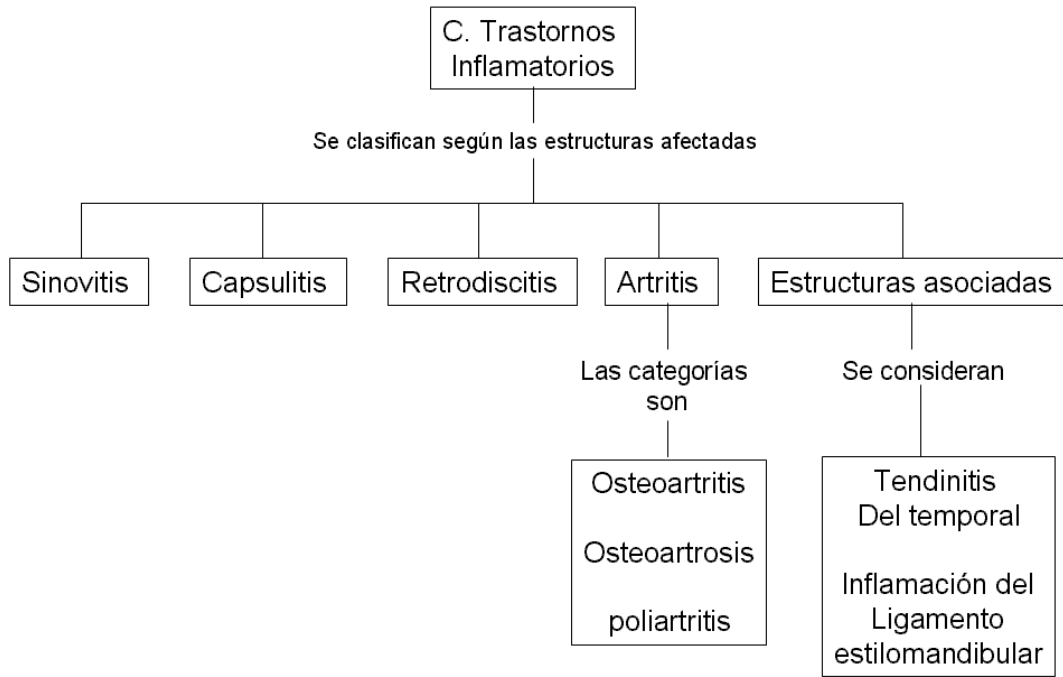 C. Trastornos
Inflamatorios
Se clasifican según las estructuras afectadas
Sinovitis
Capsulitis
Retrodiscitis
Artritis
Estructuras asociadas
Las categorías
son
Se consideran
Osteoartritis
Osteoartrosis
poliartritis
Tendinitis
Del temporal
Inflamación del
Ligamento
estilomandibular